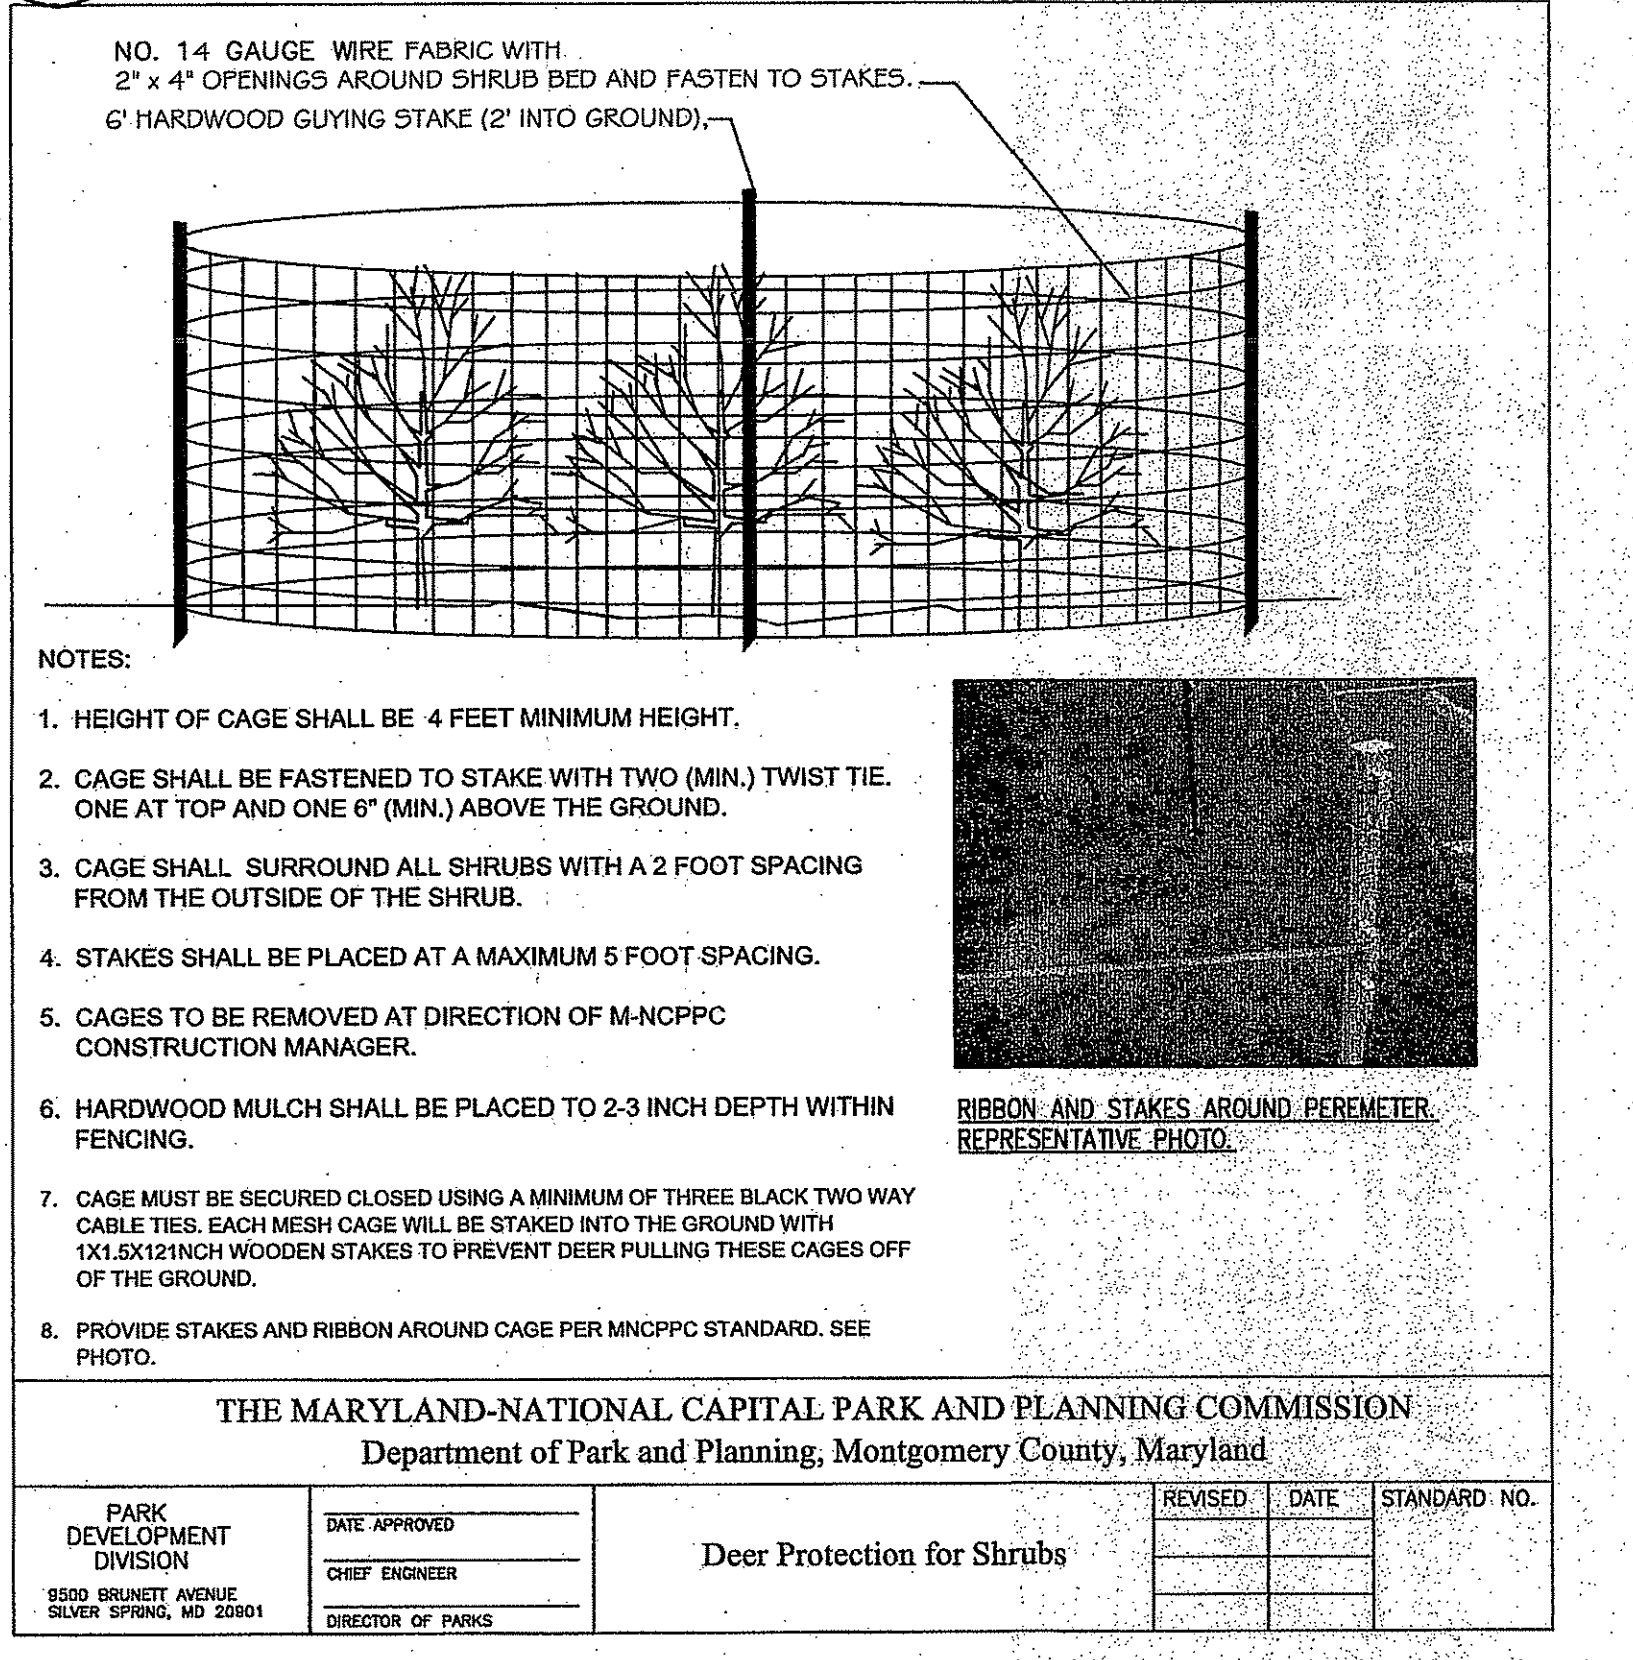 NO. 14 GAUGE WIRE FABRIC WITH
2" x 4" OPENINGS AROUND SHRUB BED AND FASTEN TO STAKES.
6' HARDWOOD GUYING STAKE (2' INTO GROUND),
NOTES:
1. HEIGHT OF CAGE SHALL BE 4 FEET MINIMUM HEIGHT.
2. CAGE SHALL BE FASTENED TO STAKE WITH TWO (MIN.) TWIST TIE.
ONE AT TOP AND ONE 6" (MIN.) ABOVE THE GROUND.
3. CAGE SHALL SURROUND ALL SHRUBS WITH A 2 FOOT SPACING
FROM THE OUTSIDE OF THE SHRUB.
4. STAKES SHALL BE PLACED AT A MAXIMUM 5 FOOT SPACING.
5. CAGES TO BE REMOVED AT DIRECTION OF M-NCPPC
CONSTRUCTION MANAGER.
6. HARDWOOD MULCH SHALL BE PLACED TO 2-3 INCH DEPTH WITHIN
FENCING.
7. CAGE MUST BE SECURED CLOSED USING A MINIMUM OF THREE BLACK TWO WAY
CABLE TIES. EACH MESH CAGE WILL BE STAKED INTO THE GROUND WITH
1X1.5X121NCH WOODEN STAKES TO PREVENT DEER PULLING THESE CAGES OFF
OF THE GROUND.
8. PROVIDE STAKES AND RIBBON AROUND CAGE PER MNCPPC STANDARD. SEE
PHOTO.
RIBBON AND STAKES AROUND PEREMETER.
REPRESENTATIVE PHOTO.
THE MARYLAND-NATIONAL CAPITAL PARK AND PLANNING COMMISSION
Department of Park and Planning, Montgomery County, Maryland
PARK
DEVELOPMENT
DIVISION
9500 BRUNETT AVENUE
SILVER SPRING, MD 20901
DATE APPROVED
CHIEF ENGINEER
DIRECTOR OF PARKS
Deer Protection for Shrubs
REVISED DATE STANDARD NO.